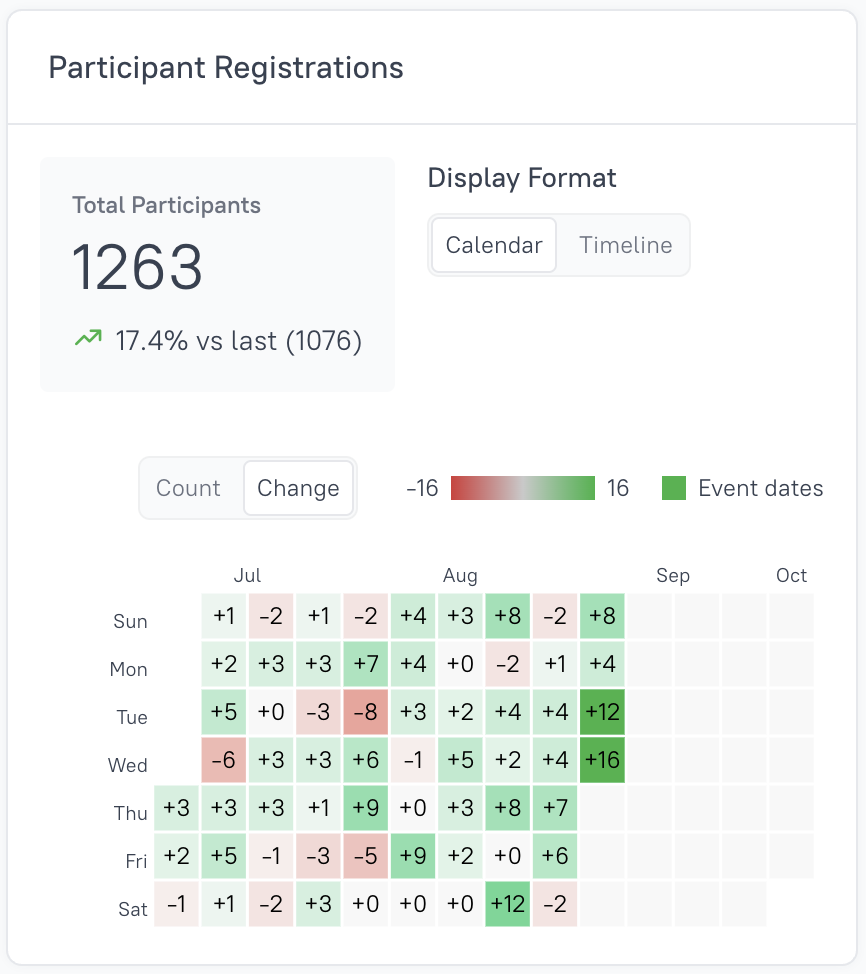 Participant Registrations
Total Participants
1263
17.4% vs last (1076)
Display Format
Calendar Timeline
Count Change
-16 16 Event dates
Jul Aug Sep Oct
Sun +1 -2 +1 -2 +4 +3 +8 -2 +8
Mon +2 +3 +3 +7 +4 +0 -2 +1 +4
Tue +5 +0 -3 -8 +3 +2 +4 +4 +12
Wed -6 +3 +3 +6 -1 +5 +2 +4 +16
Thu +3 +3 +3 +1 +9 +0 +3 +8 +7
Fri +2 +5 -1 -3 -5 +9 +2 +0 +6
Sat -1 +1 -2 +3 +0 +0 +0 +12 -2